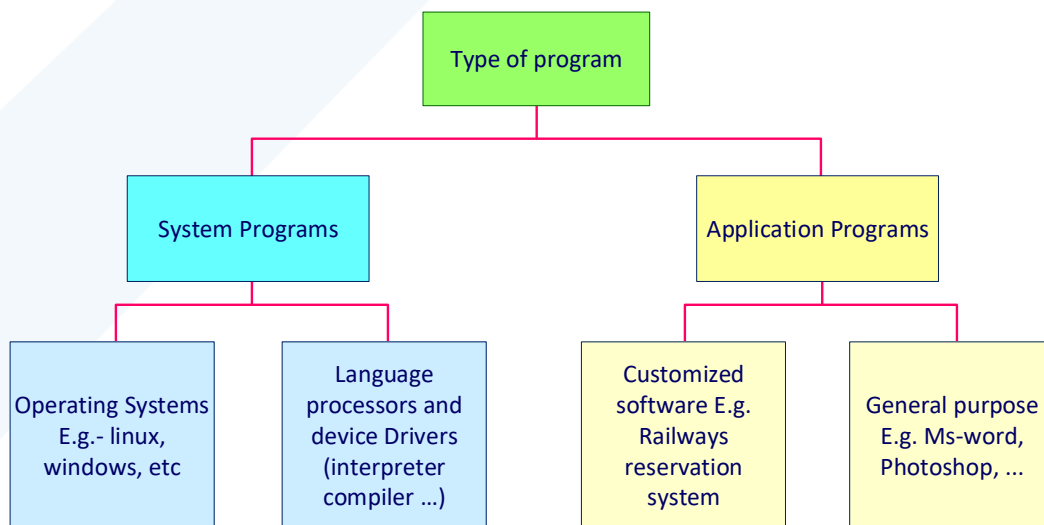 Type of program
System Programs
Application Programs
Operating Systems
E.g.- linux,
windows, etc
Language
processors and
device Drivers
(interpreter
compiler ...)
Customized
software E.g.
Railways
reservation
system
General purpose
E.g. Ms-word,
Photoshop, ...